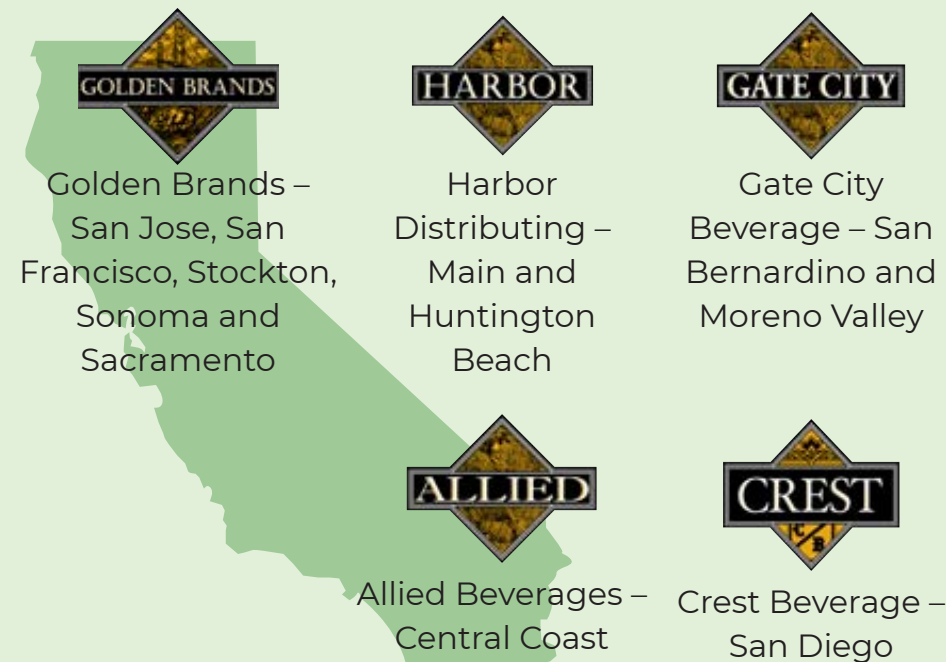 GOLDEN BRANDS
Golden Brands –
San Jose, San
Francisco, Stockton,
Sonoma and
Sacramento
HARBOR
Harbor
Distributing –
Main and
Huntington
Beach
GATE CITY
Gate City
Beverage – San
Bernardino and
Moreno Valley
ALLIED
Allied Beverages –
Central Coast
CREST
C
B
Crest Beverage –
San Diego